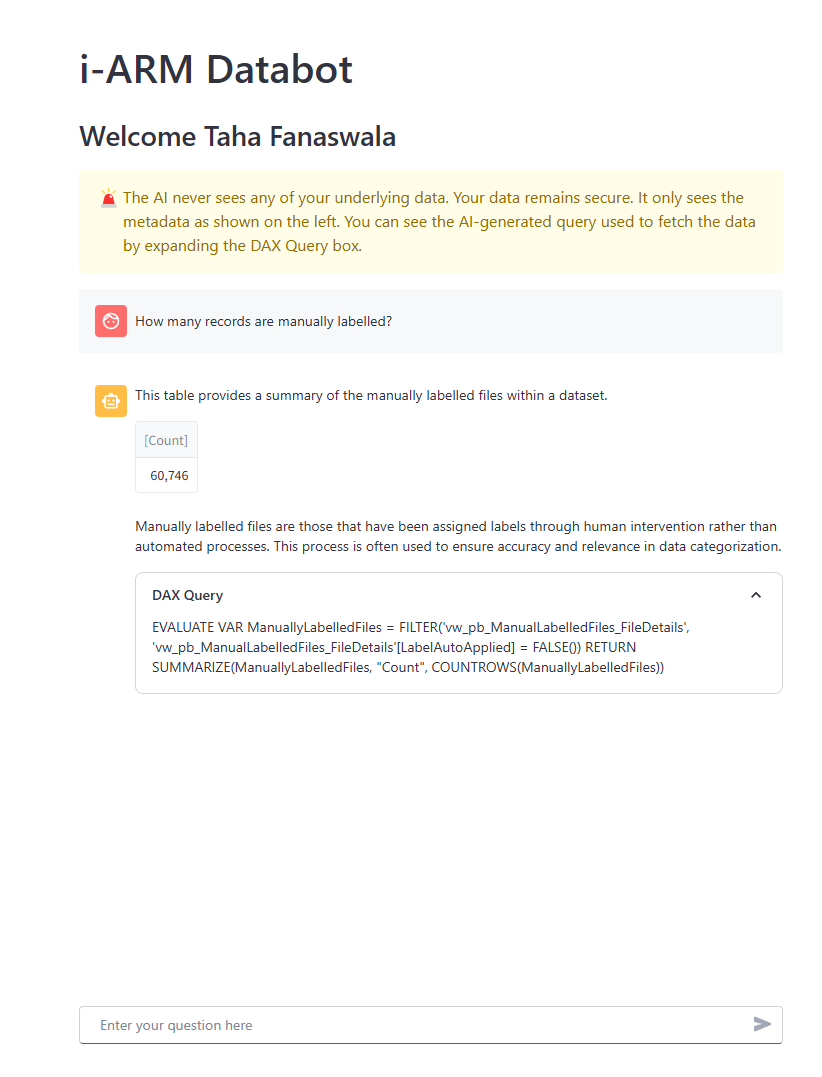 i-ARM Databot
Welcome Taha Fanaswala
🚨 The AI never sees any of your underlying data. Your data remains secure. It only sees the
metadata as shown on the left. You can see the AI-generated query used to fetch the data
by expanding the DAX Query box.
How many records are manually labelled?
This table provides a summary of the manually labelled files within a dataset.
[Count]
60,746
Manually labelled files are those that have been assigned labels through human intervention rather than
automated processes. This process is often used to ensure accuracy and relevance in data categorization.
DAX Query
EVALUATE VAR ManuallyLabelledFiles = FILTER('vw_pb_ManualLabelledFiles_FileDetails',
'vw_pb_ManualLabelledFiles_FileDetails'[LabelAutoApplied] = FALSE()) RETURN
SUMMARIZE(ManuallyLabelledFiles, "Count", COUNTROWS(ManuallyLabelledFiles))
Enter your question here